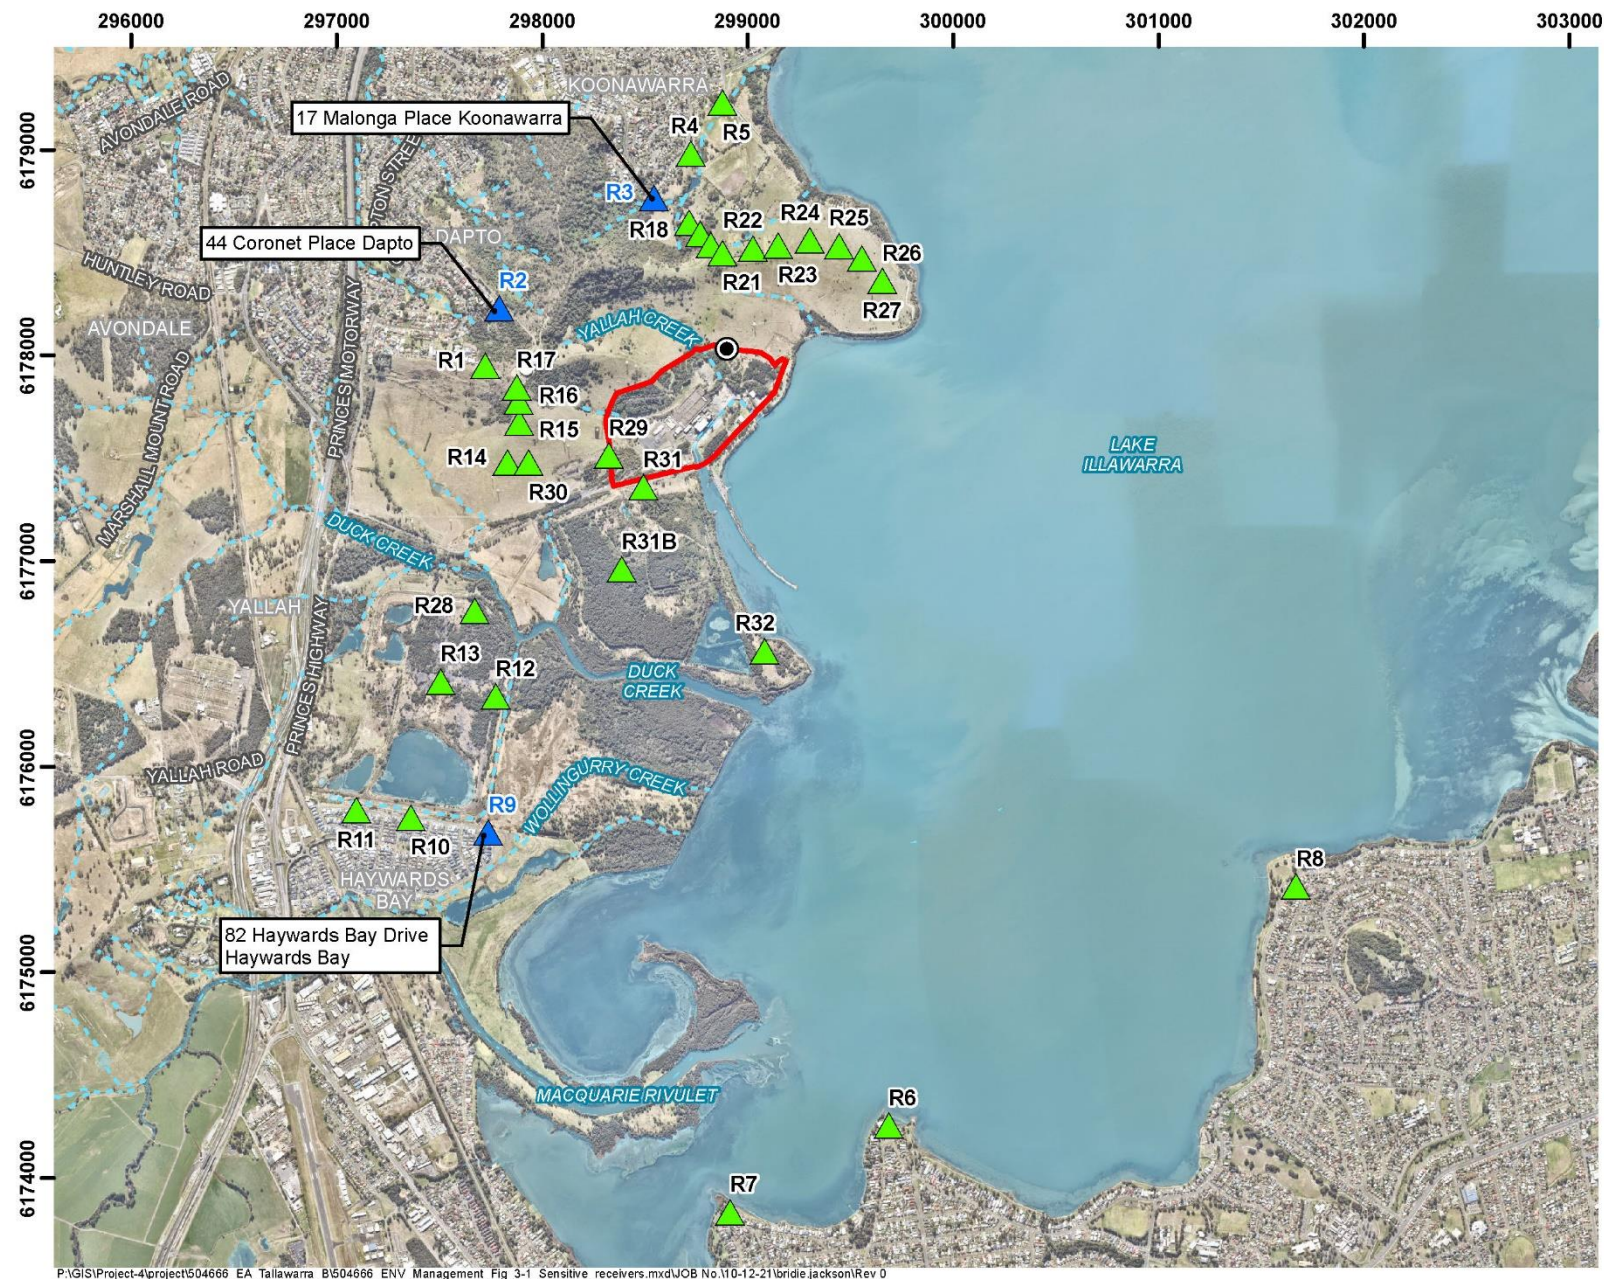 296000 297000 298000 299000 300000 301000 302000 303000
6179000
6178000
6177000
6176000
6175000
6174000
KOONAWARRA
AVONDALE ROAD
17 Malonga Place Koonawarra
R4
R5
R3
R18
R22
R24
R25
R26
R21
R23
R27
PTON STREE
DAPTO
44 Coronet Place Dapto
R2
HUNTLEY ROAD
AVONDALE
YALLAH CREEK
R1
R17
R16
R15
R14
R30
R29
R31
PRINCES MOTORWAY
MARSHALL MOUNT ROAD
LAKE
ILLAWARRA
DUCK CREEK
R31B
YALLAH
R28
R13
R12
R32
DUCK
CREEK
PRINCES HIGHWAY
YALLAH ROAD
WOLLINGURRY CREEK
R9
R11
R10
HAYWARDS
BAY
R8
82 Haywards Bay Drive
Haywards Bay
MACQUARIE RIVULET
R6
R7
P:\GIS\Project-4\project\504666_EA_Tallawarra_B\504666_ENV_Management_Fig_3-1_Sensitive_receivers.mxd\JOB No.\10-12-21\bridie.jackson\Rev 0